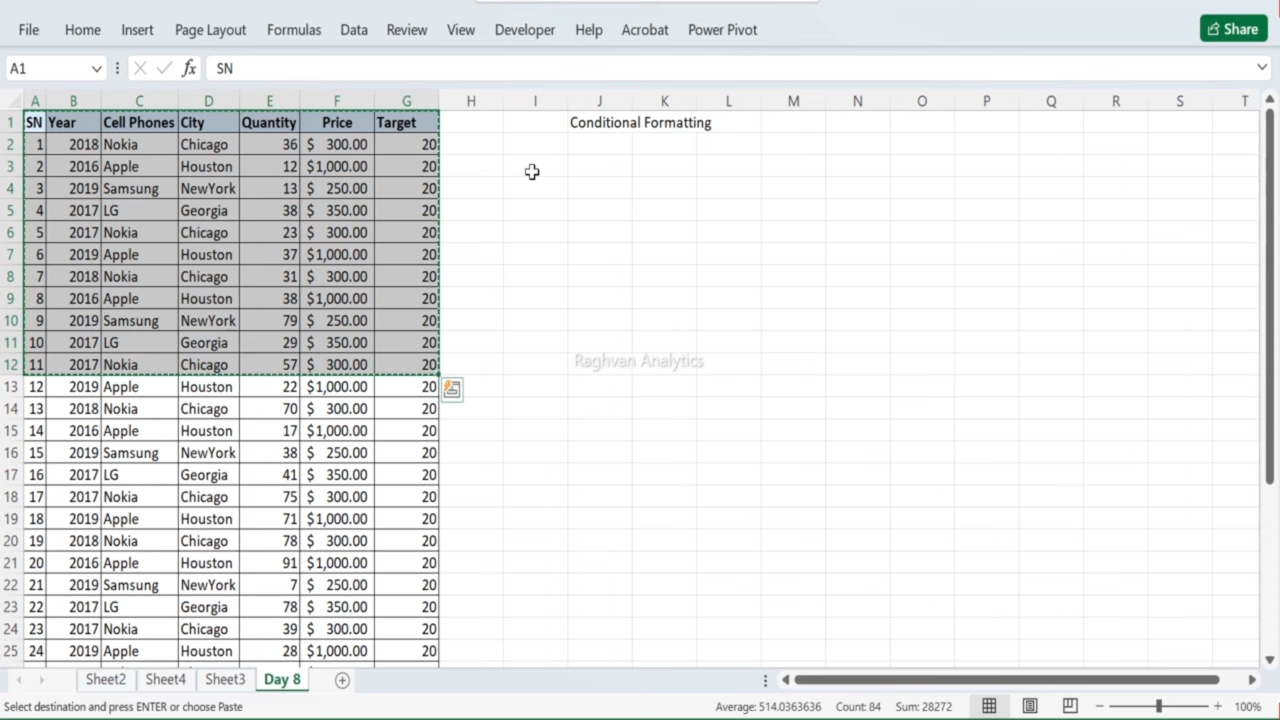 File Home Insert Page Layout Formulas Data Review View Developer Help Acrobat Power Pivot Share
A1 fx SN
A B C D E F G H I J K L M N O P Q R S T
1 SN Year Cell Phones City Quantity Price Target Conditional Formatting
2 1 2018 Nokia Chicago 36 $ 300.00 20
3 2 2016 Apple Houston 12 $1,000.00 20
4 3 2019 Samsung NewYork 13 $ 250.00 20
5 4 2017 LG Georgia 38 $ 350.00 20
6 5 2017 Nokia Chicago 23 $ 300.00 20
7 6 2019 Apple Houston 37 $1,000.00 20
8 7 2018 Nokia Chicago 31 $ 300.00 20
9 8 2016 Apple Houston 38 $1,000.00 20
10 9 2019 Samsung NewYork 79 $ 250.00 20
11 10 2017 LG Georgia 29 $ 350.00 20
12 11 2017 Nokia Chicago 57 $ 300.00 20 Raghvan Analytics
13 12 2019 Apple Houston 22 $1,000.00 20
14 13 2018 Nokia Chicago 70 $ 300.00 20
15 14 2016 Apple Houston 17 $1,000.00 20
16 15 2019 Samsung NewYork 38 $ 250.00 20
17 16 2017 LG Georgia 41 $ 350.00 20
18 17 2017 Nokia Chicago 75 $ 300.00 20
19 18 2019 Apple Houston 71 $1,000.00 20
20 19 2018 Nokia Chicago 78 $ 300.00 20
21 20 2016 Apple Houston 91 $1,000.00 20
22 21 2019 Samsung NewYork 7 $ 250.00 20
23 22 2017 LG Georgia 78 $ 350.00 20
24 23 2017 Nokia Chicago 39 $ 300.00 20
25 24 2019 Apple Houston 28 $1,000.00 20
Sheet2 Sheet4 Sheet3 Day 8
Select destination and press ENTER or choose Paste Average: 514.0363636 Count: 84 Sum: 28272 100%